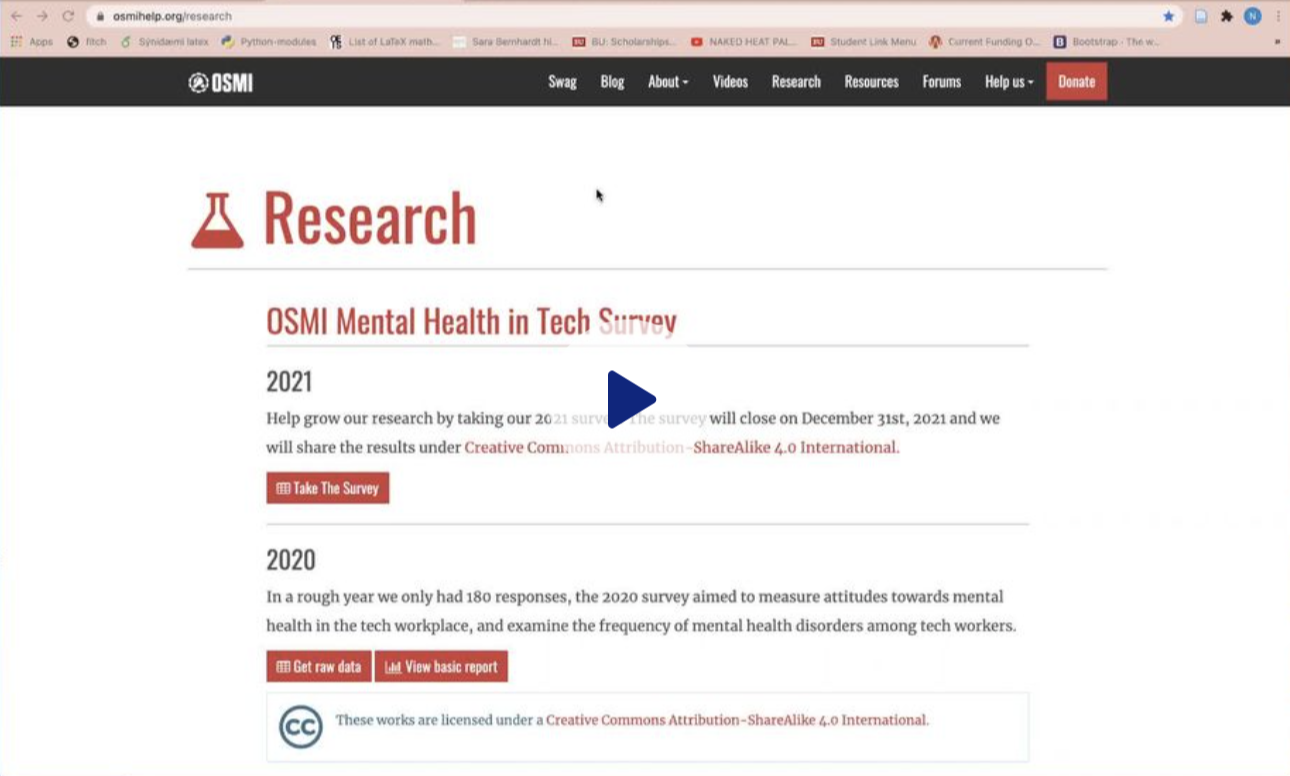 osmihelp.org/research
Apps fitch Sýnidæmi latex Python-modules List of LaTeX math... Sara Bernhardt hi... BU: Scholarships... NAKED HEAT PAL... Student Link Menu Current Funding O... Bootstrap · The w...
OSMI Swag Blog About Videos Research Resources Forums Help us Donate
Research
OSMI Mental Health in Tech Survey
2021
Help grow our research by taking our 2021 survey. The survey will close on December 31st, 2021 and we
will share the results under Creative Commons Attribution-ShareAlike 4.0 International.
Take The Survey
2020
In a rough year we only had 180 responses, the 2020 survey aimed to measure attitudes towards mental
health in the tech workplace, and examine the frequency of mental health disorders among tech workers.
Get raw data View basic report
CC These works are licensed under a Creative Commons Attribution-ShareAlike 4.0 International.